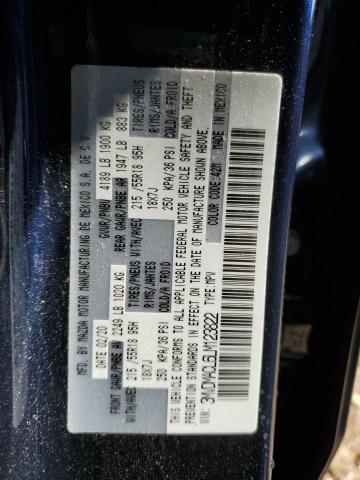 MFD. BY MAZDA MOTOR MANUFACTURING DE MEXICO S.A. DE C.V.
02/20 GVWR/PNBV 4189 LB 1900 KG
FRONT GAWR/PNBE AV 2249 LB 1020 KG REAR GAWR/PNBE AR 1947 LB 883 KG
WITH/AVEC TIRES/PNEUS WITH/AVEC TIRES/PNEUS
215/55R18 95H RIMS/JANTES 215/55R18 95H RIMS/JANTES
18X7J COLD/A FROID 18X7J COLD/A FROID
250 KPA/36 PSI 250 KPA/36 PSI
THIS VEHICLE CONFORMS TO ALL APPLICABLE FEDERAL MOTOR VEHICLE SAFETY AND THEFT
PREVENTION STANDARDS IN EFFECT ON THE DATE OF MANUFACTURE SHOWN ABOVE.
VIN: 3MVDMACL6LM123822 TYPE: MPV COLOR/ 42M MADE IN MEXICO